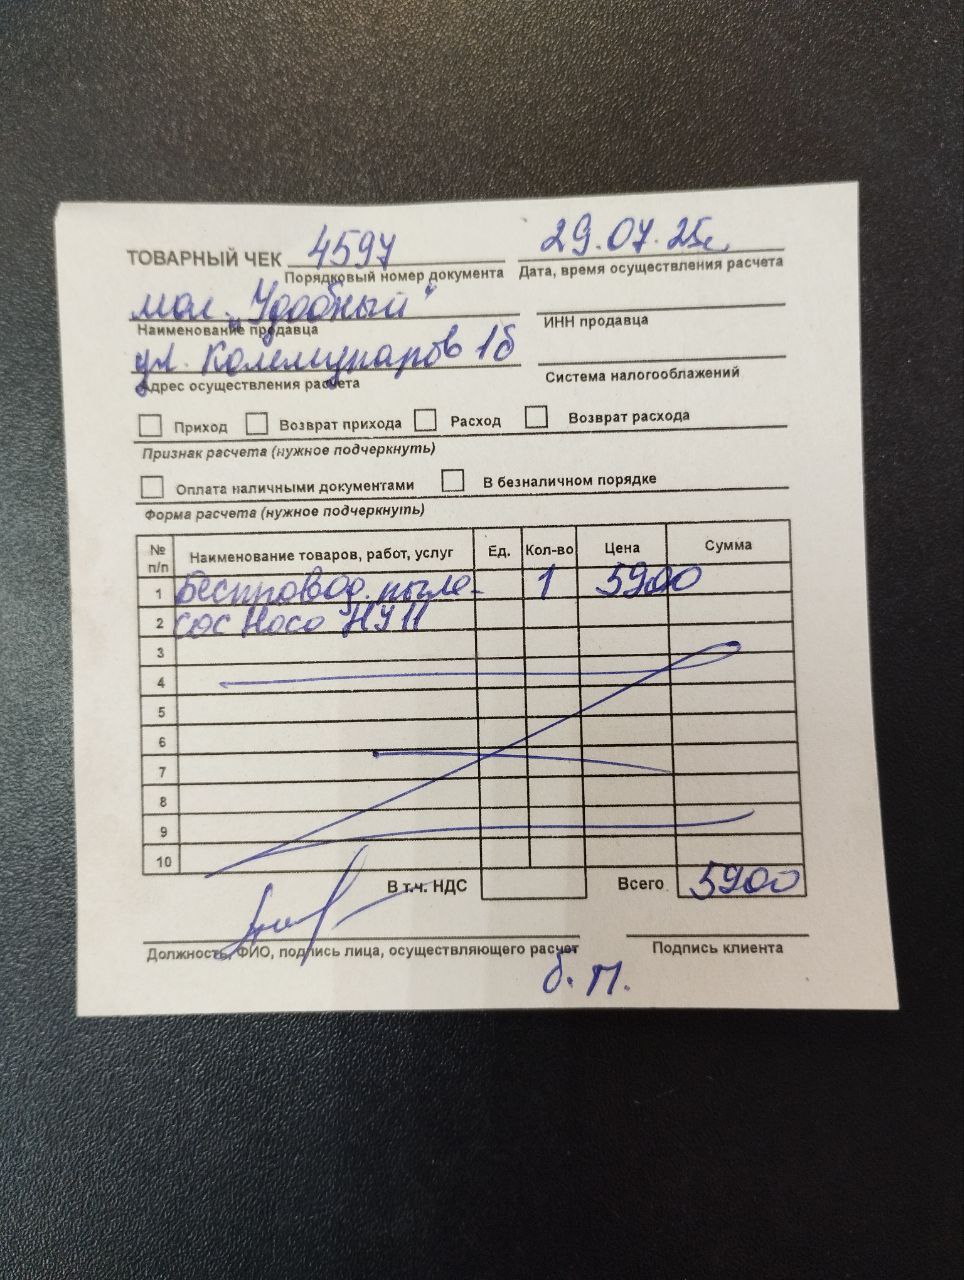 ТОВАРНЫЙ ЧЕК 4597 29.07.25г.
Порядковый номер документа Дата, время осуществления расчета
маг. "Удобный"
Наименование продавца ИНН продавца
ул. Коммунаров 1б
Адрес осуществления расчета Система налогооблажений
Приход Возврат прихода Расход Возврат расхода
Признак расчета (нужное подчеркнуть)
Оплата наличными документами В безналичном порядке
Форма расчета (нужное подчеркнуть)
№ п/п Наименование товаров, работ, услуг Ед. Кол-во Цена Сумма
1 Беспровод. пыле- 1 5900
2 сос Hoco НУ11
3
4
5
6
7
8
9
10
В т.ч. НДС Всего 5900
Должность, ФИО, подпись лица, осуществляющего расчет Подпись клиента
б. П.